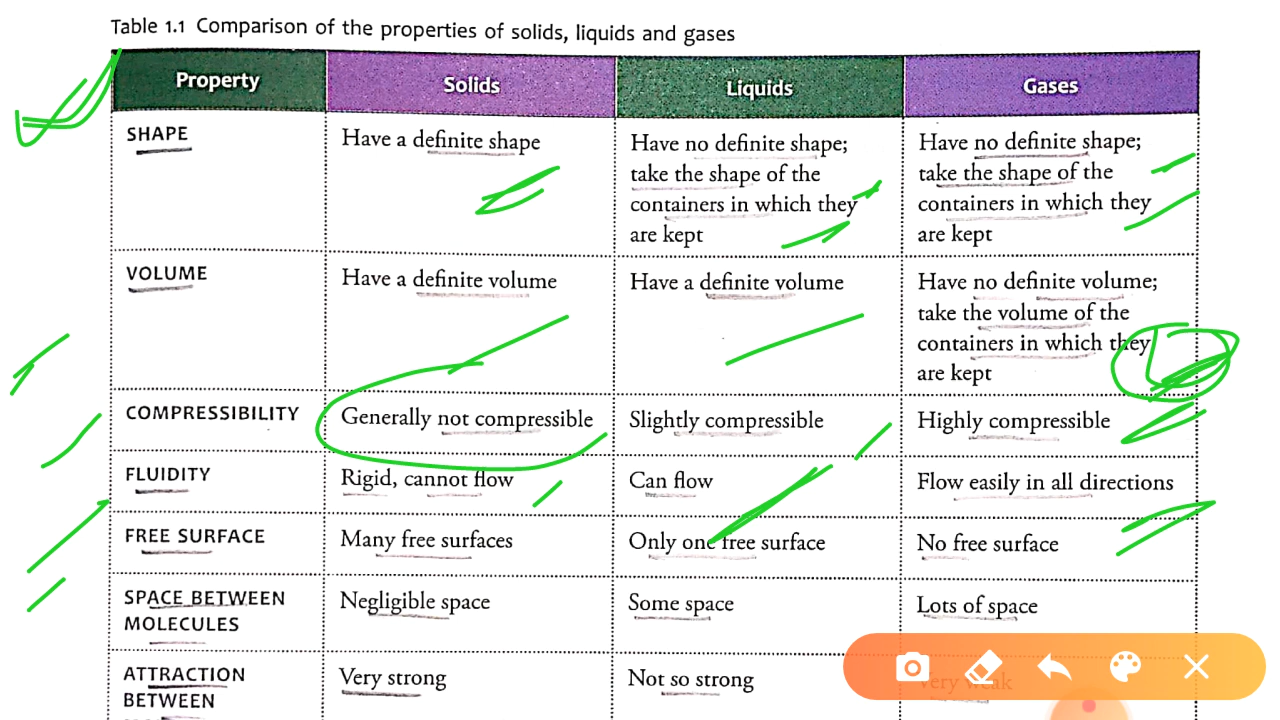 Table 1.1 Comparison of the properties of solids, liquids and gases
Property Solids Liquids Gases
SHAPE
Have a definite shape
Have no definite shape;
take the shape of the
containers in which they
are kept
Have no definite shape;
take the shape of the
containers in which they
are kept
VOLUME
Have a definite volume
Have a definite volume
Have no definite volume;
take the volume of the
containers in which they
are kept
COMPRESSIBILITY
Generally not compressible
Slightly compressible
Highly compressible
FLUIDITY
Rigid, cannot flow
Can flow
Flow easily in all directions
FREE SURFACE
Many free surfaces
Only one free surface
No free surface
SPACE BETWEEN
MOLECULES
Negligible space
Some space
Lots of space
ATTRACTION
BETWEEN
Very strong
Not so strong
Very weak